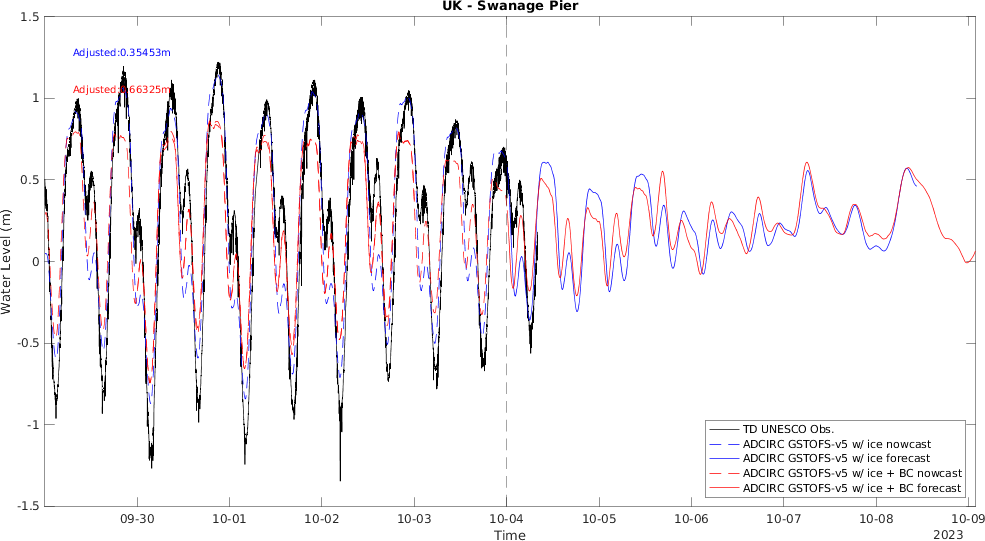 UK - Swanage Pier
1.5
1
0.5
0
-0.5
-1
-1.5
Water Level (m)
Adjusted:0.35453m
Adjusted:0.66325m
09-30
10-01
10-02
10-03
10-04
10-05
10-06
10-07
10-08
10-09
2023
Time
TD UNESCO Obs.
ADCIRC GSTOFS-v5 w/ ice nowcast
ADCIRC GSTOFS-v5 w/ ice forecast
ADCIRC GSTOFS-v5 w/ ice + BC nowcast
ADCIRC GSTOFS-v5 w/ ice + BC forecast